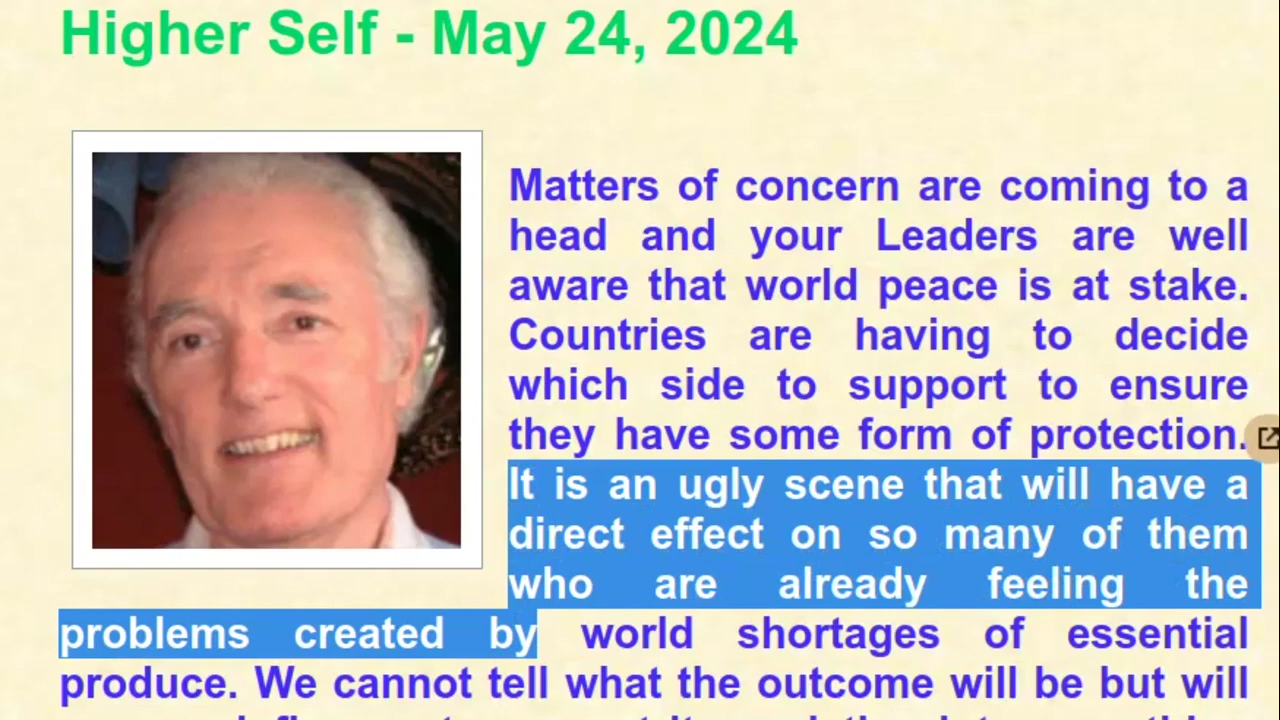 Higher Self - May 24, 2024
Matters of concern are coming to a
head and your Leaders are well
aware that world peace is at stake.
Countries are having to decide
which side to support to ensure
they have some form of protection.
It is an ugly scene that will have a
direct effect on so many of them
who are already feeling the
problems created by world shortages of essential
produce. We cannot tell what the outcome will be but will